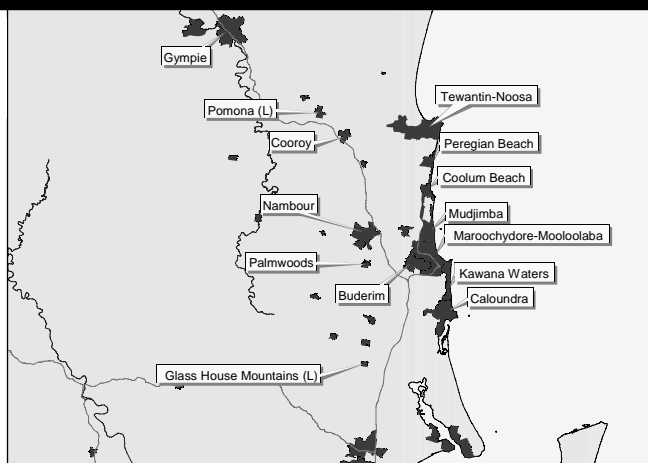 Gympie
Tewantin-Noosa
Pomona (L)
Cooroy
Peregian Beach
Coolum Beach
Nambour
Mudjimba
Maroochydore-Mooloolaba
Palmwoods
Kawana Waters
Buderim
Caloundra
Glass House Mountains (L)